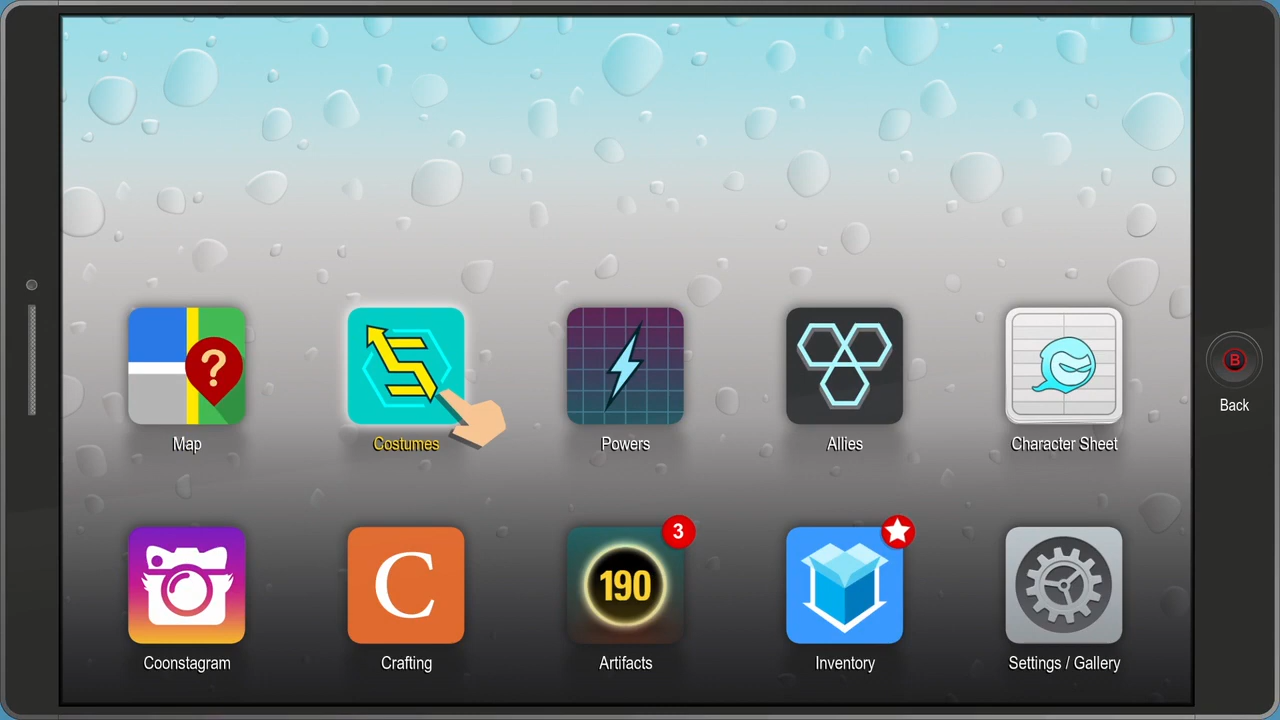 ?
Map
Costumes
Powers
Allies
Character Sheet
B
Back
C
3
190
Coonstagram
Crafting
Artifacts
Inventory
Settings / Gallery